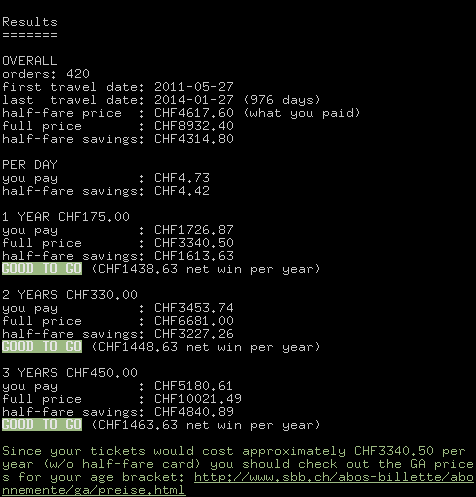 Results
=======
OVERALL
orders: 420
first travel date: 2011-05-27
last  travel date: 2014-01-27 (976 days)
half-fare price  : CHF4617.60 (what you paid)
full price       : CHF8932.40
half-fare savings: CHF4314.80
PER DAY
you pay          : CHF4.73
half-fare savings: CHF4.42
1 YEAR CHF175.00
you pay          : CHF1726.87
full price       : CHF3340.50
half-fare savings: CHF1613.63
GOOD TO GO (CHF1438.63 net win per year)
2 YEARS CHF330.00
you pay          : CHF3453.74
full price       : CHF6681.00
half-fare savings: CHF3227.26
GOOD TO GO (CHF1448.63 net win per year)
3 YEARS CHF450.00
you pay          : CHF5180.61
full price       : CHF10021.49
half-fare savings: CHF4840.89
GOOD TO GO (CHF1463.63 net win per year)
Since your tickets would cost approximately CHF3340.50 per
year (w/o half-fare card) you should check out the GA price
s for your age bracket: http://www.sbb.ch/abos-billette/abo
nnemente/ga/preise.html